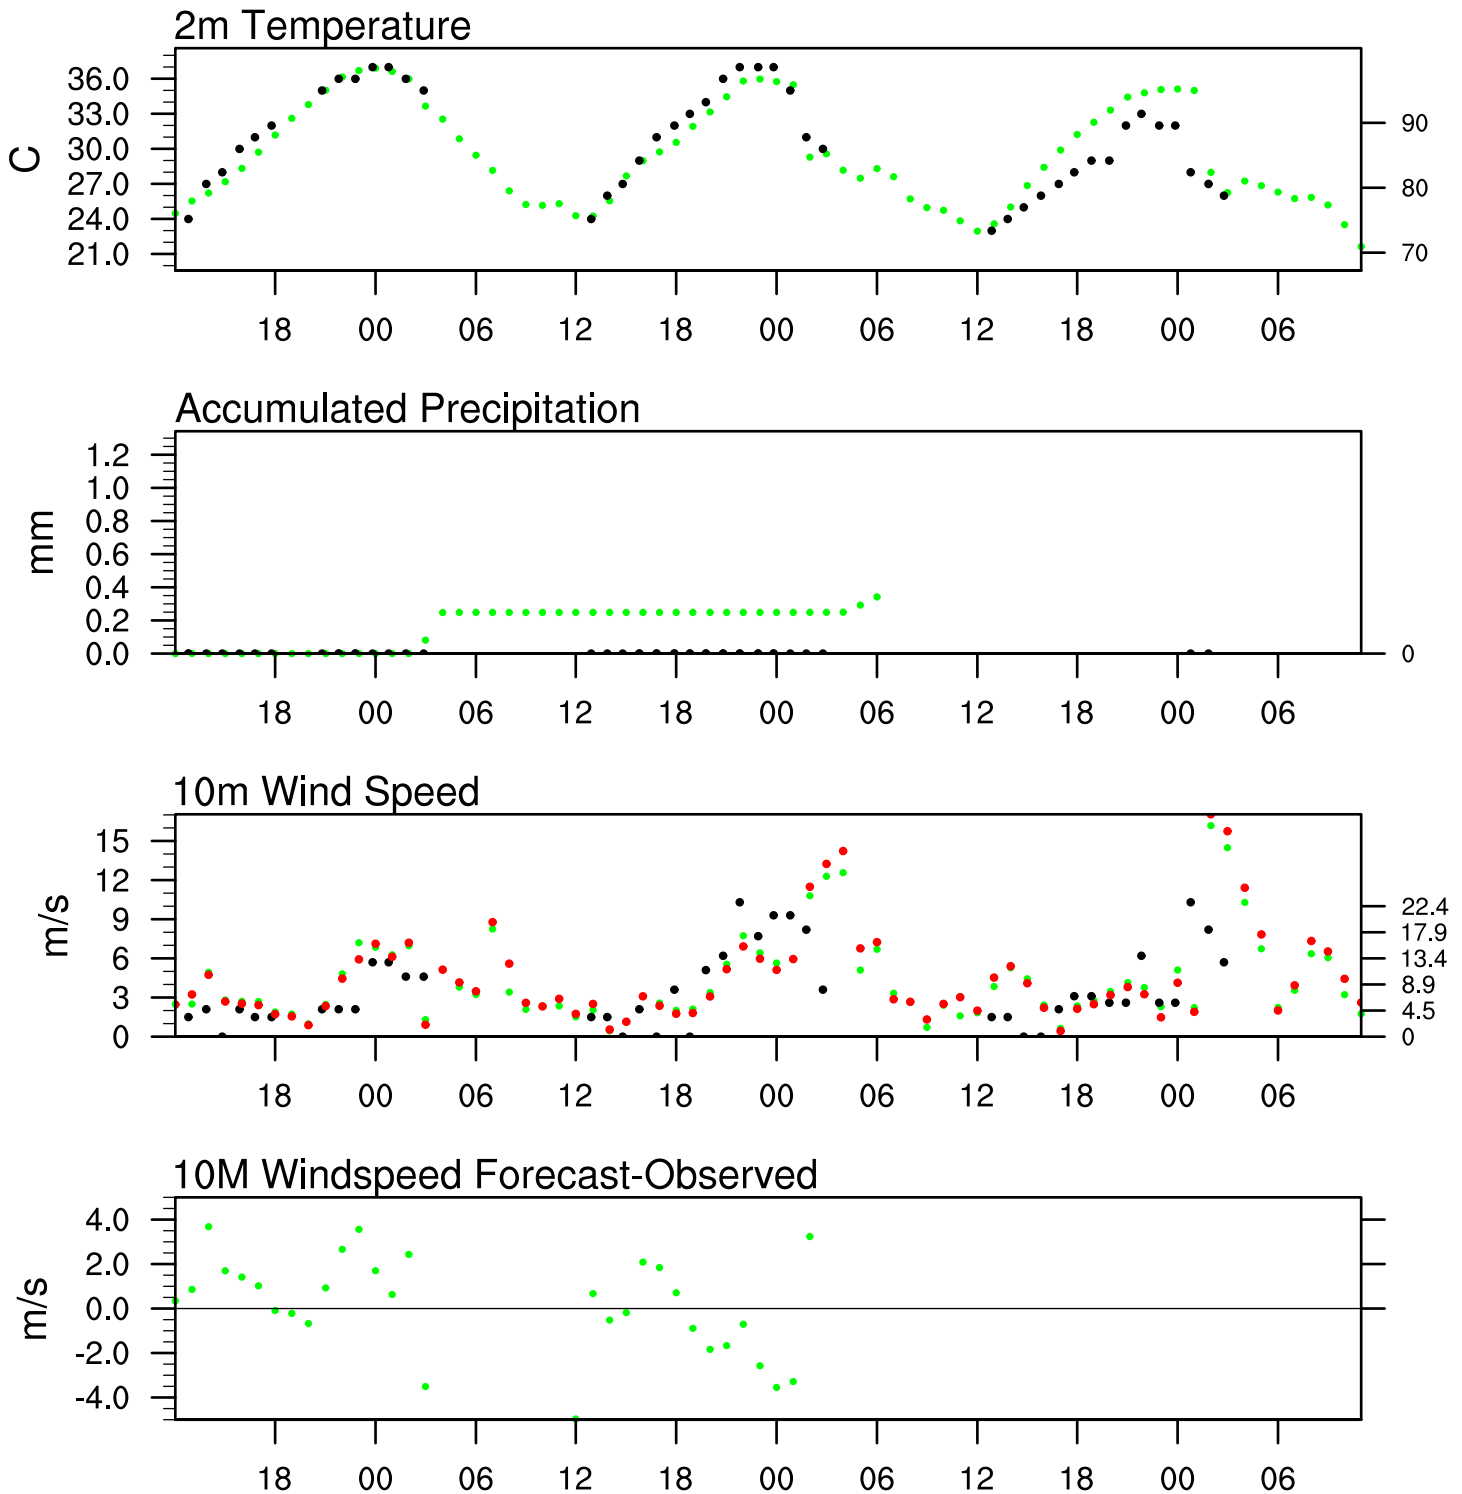 2m Temperature
C
36.0
33.0
30.0
27.0
24.0
21.0
90
80
70
18 00 06 12 18 00 06 12 18 00 06
Accumulated Precipitation
mm
1.2
1.0
0.8
0.6
0.4
0.2
0.0
0
18 00 06 12 18 00 06 12 18 00 06
10m Wind Speed
m/s
15
12
9
6
3
0
22.4
17.9
13.4
8.9
4.5
0
18 00 06 12 18 00 06 12 18 00 06
10M Windspeed Forecast-Observed
m/s
4.0
2.0
0.0
-2.0
-4.0
18 00 06 12 18 00 06 12 18 00 06